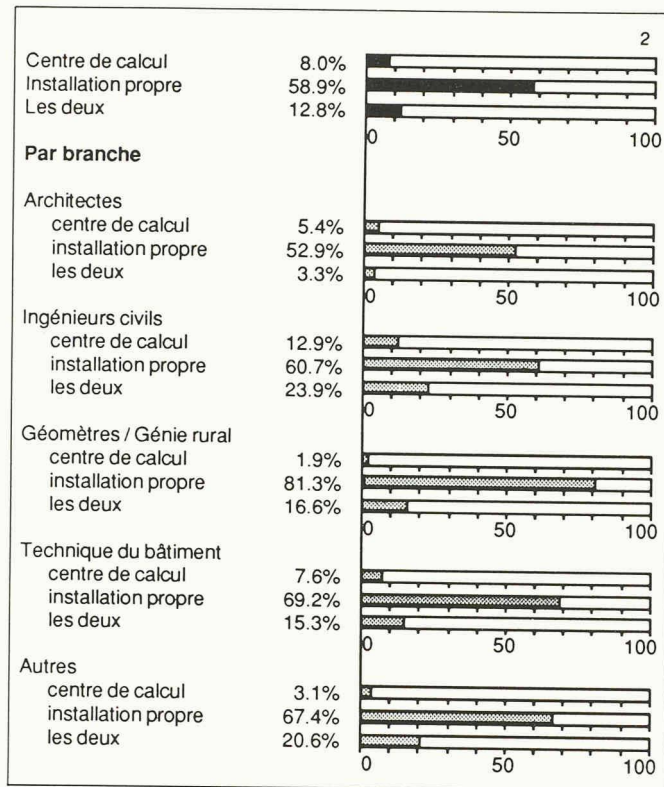 2
Centre de calcul 8.0%
Installation propre 58.9%
Les deux 12.8%
0 50 100
Par branche
Architectes
centre de calcul 5.4%
installation propre 52.9%
les deux 3.3%
0 50 100
Ingénieurs civils
centre de calcul 12.9%
installation propre 60.7%
les deux 23.9%
0 50 100
Géomètres / Génie rural
centre de calcul 1.9%
installation propre 81.3%
les deux 16.6%
0 50 100
Technique du bâtiment
centre de calcul 7.6%
installation propre 69.2%
les deux 15.3%
0 50 100
Autres
centre de calcul 3.1%
installation propre 67.4%
les deux 20.6%
0 50 100